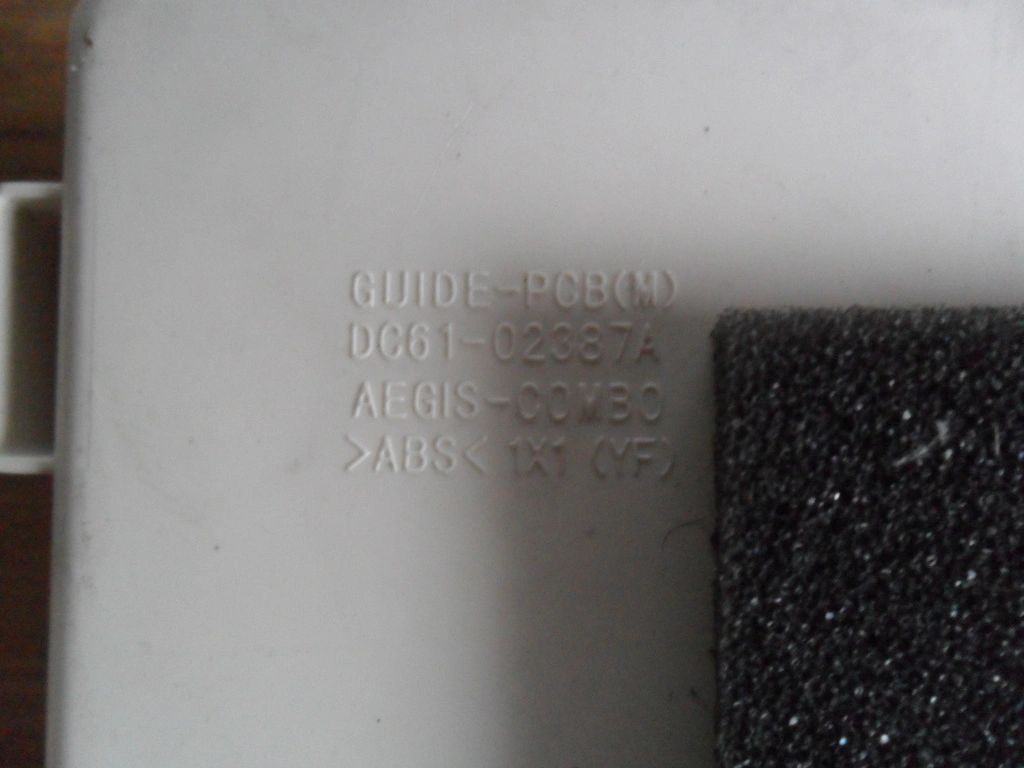 GUIDE-PCB(M)
DC61-02387A
AEGIS-COMBO
>ABS< 1X1 (YF)